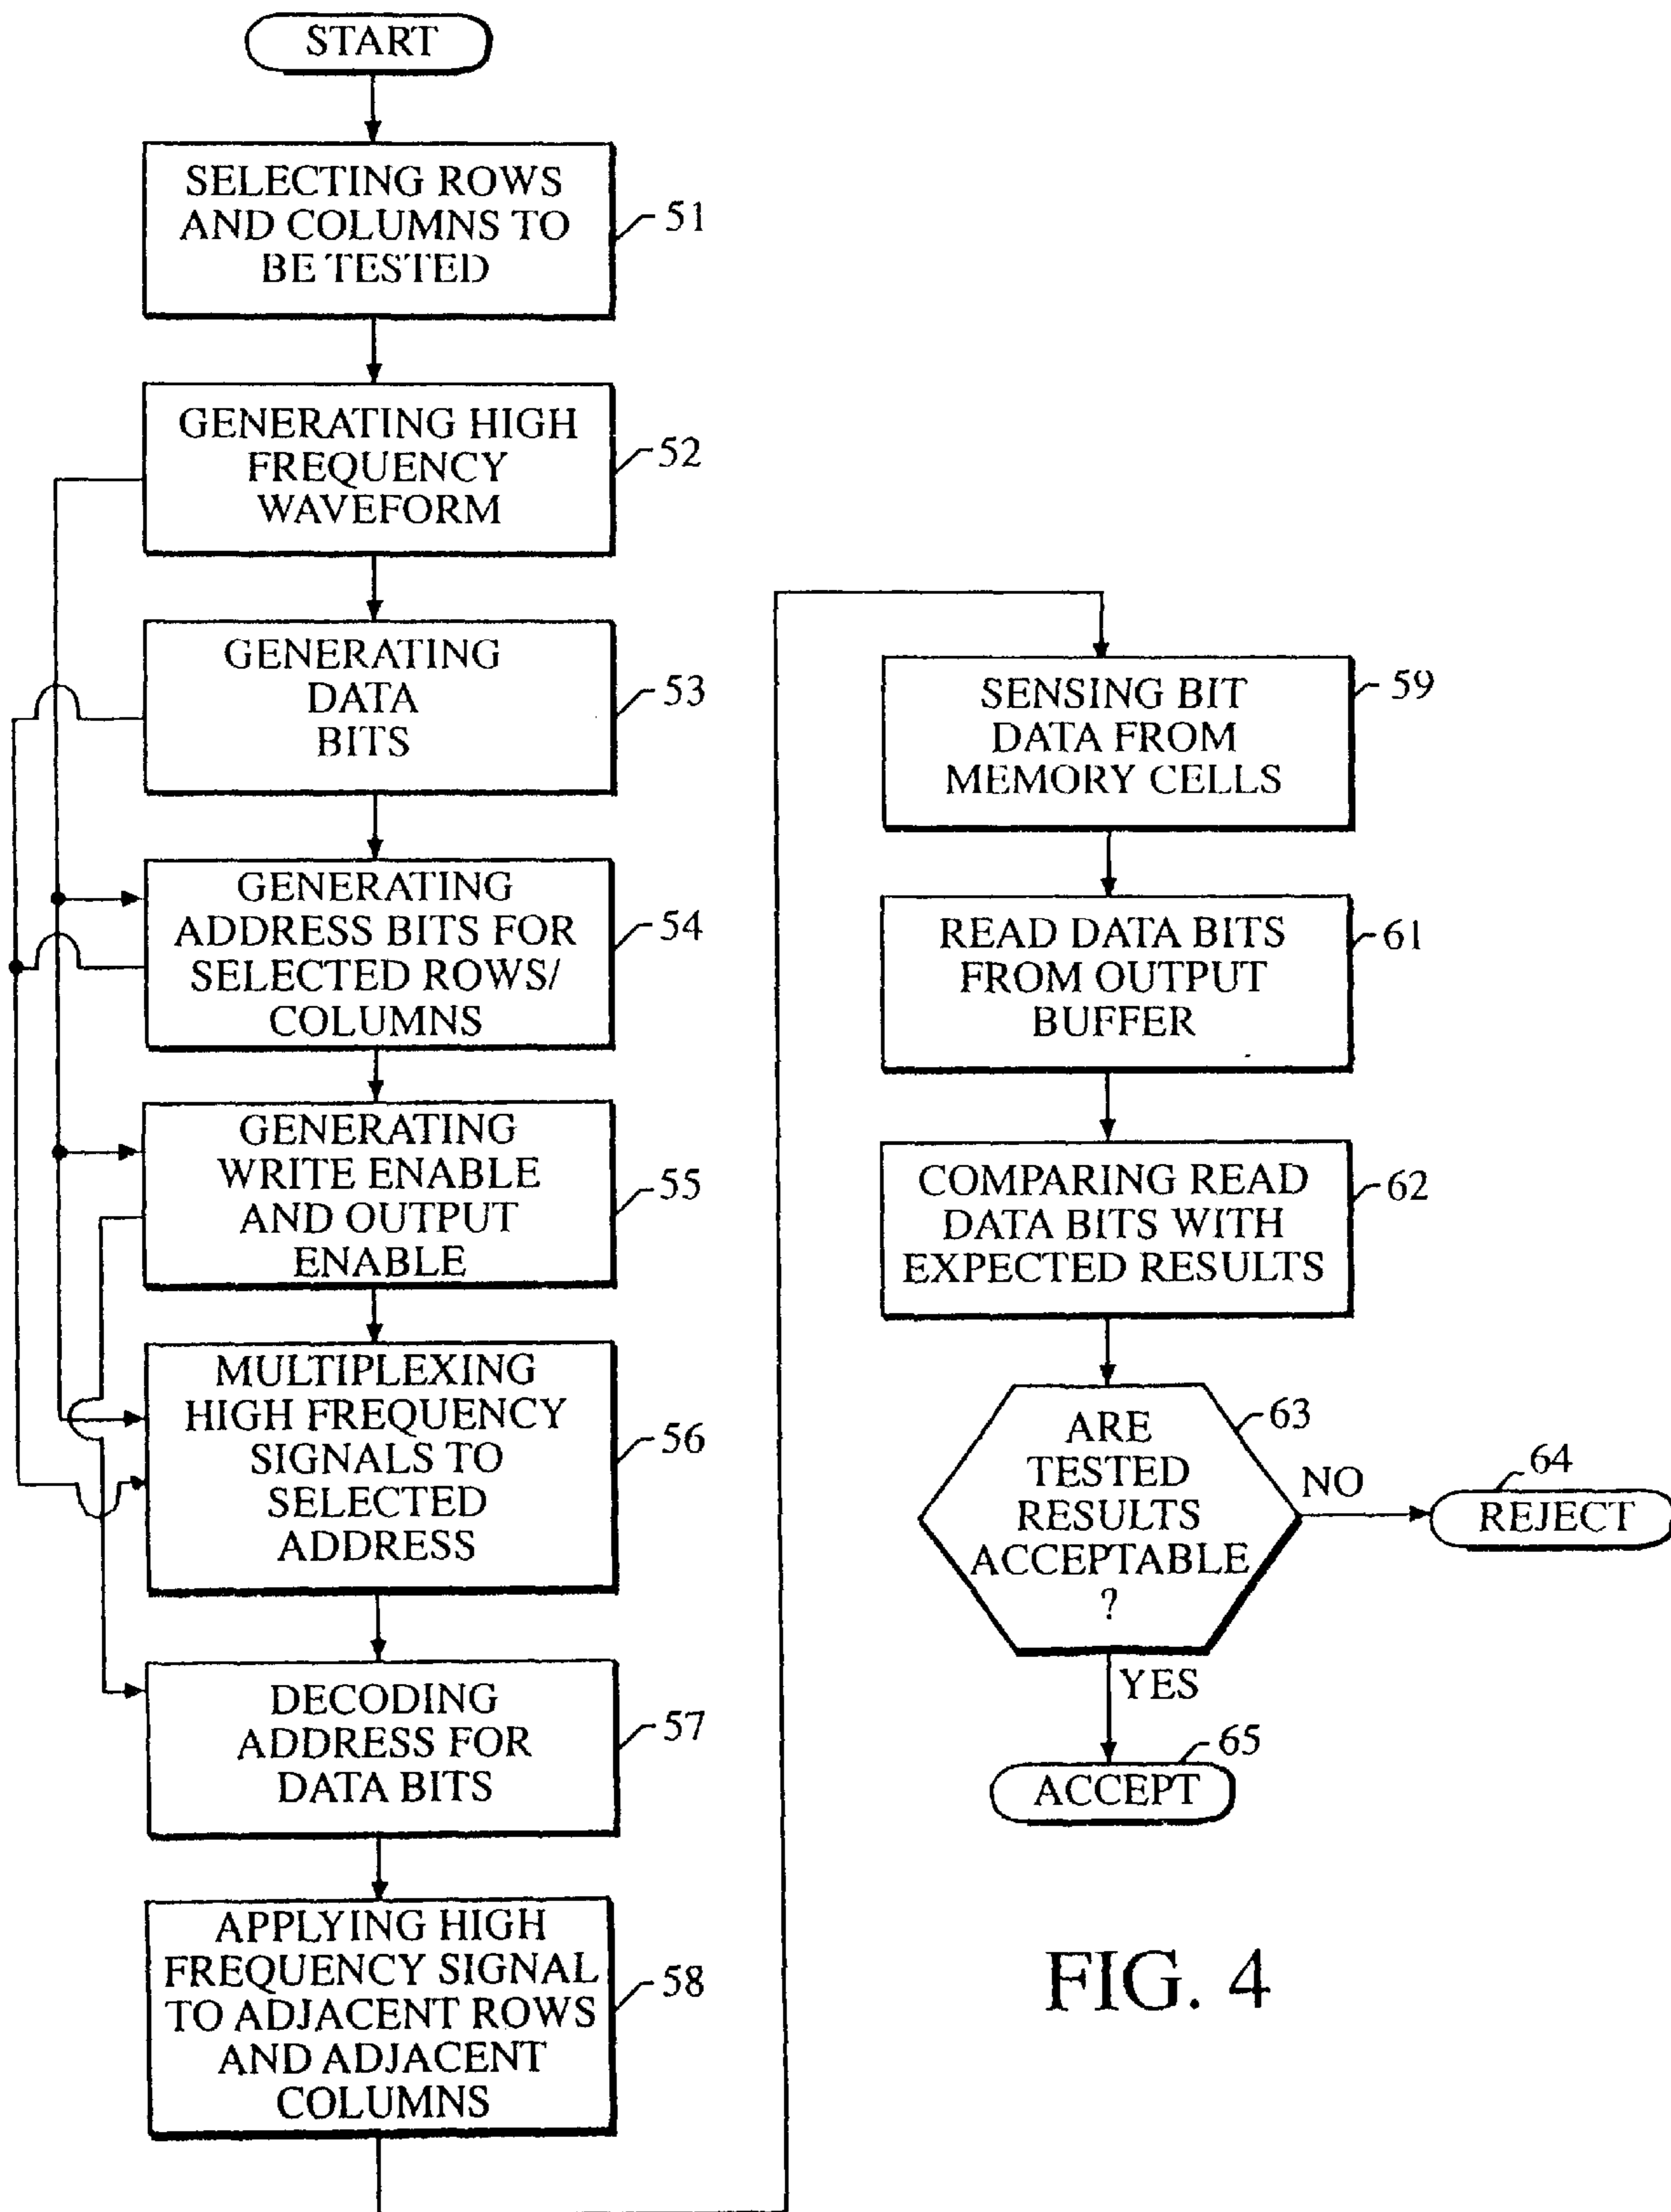 START
SELECTING ROWS
AND COLUMNS TO
BE TESTED
51
GENERATING HIGH
FREQUENCY
WAVEFORM
52
GENERATING
DATA
BITS
53
GENERATING
ADDRESS BITS FOR
SELECTED ROWS/
COLUMNS
54
GENERATING
WRITE ENABLE
AND OUTPUT
ENABLE
55
MULTIPLEXING
HIGH FREQUENCY
SIGNALS TO
SELECTED
ADDRESS
56
DECODING
ADDRESS FOR
DATA BITS
57
APPLYING HIGH
FREQUENCY SIGNAL
TO ADJACENT ROWS
AND ADJACENT
COLUMNS
58
SENSING BIT
DATA FROM
MEMORY CELLS
59
READ DATA BITS
FROM OUTPUT
BUFFER
61
COMPARING READ
DATA BITS WITH
EXPECTED RESULTS
62
ARE
TESTED
RESULTS
ACCEPTABLE
?
63
NO
64
REJECT
YES
65
ACCEPT
FIG. 4